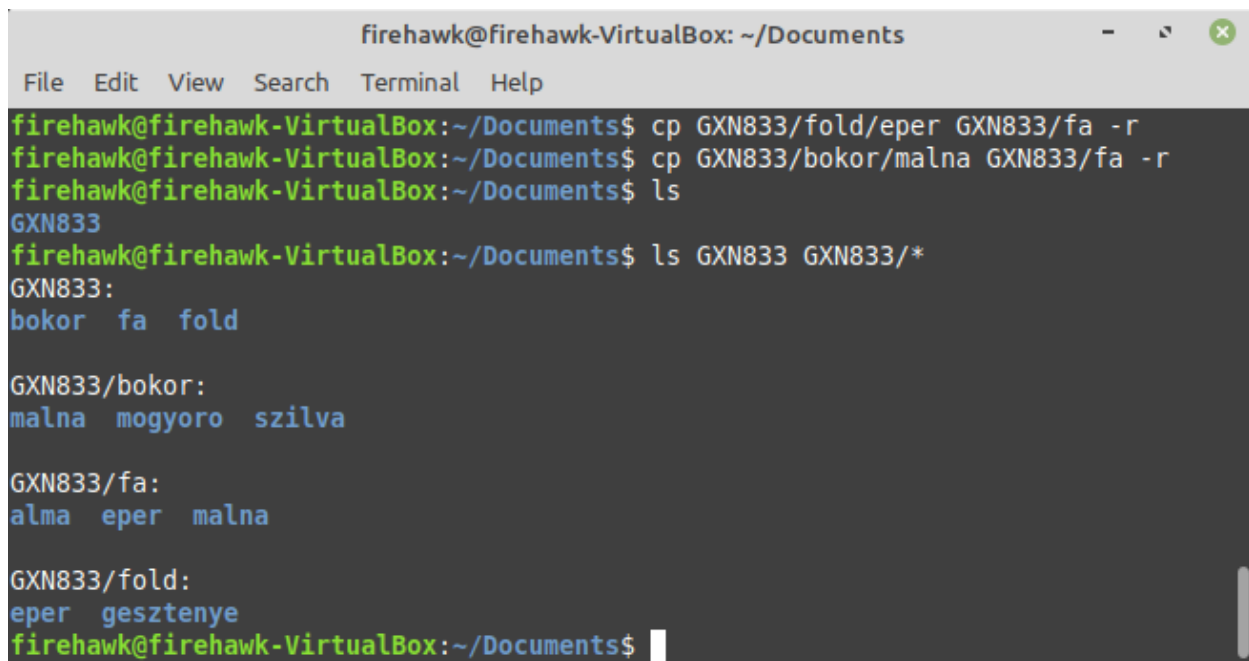 firehawk@firehawk-VirtualBox: ~/Documents
File Edit View Search Terminal Help
firehawk@firehawk-VirtualBox:~/Documents$ cp GXN833/fold/eper GXN833/fa -r
firehawk@firehawk-VirtualBox:~/Documents$ cp GXN833/bokor/malna GXN833/fa -r
firehawk@firehawk-VirtualBox:~/Documents$ ls
GXN833
firehawk@firehawk-VirtualBox:~/Documents$ ls GXN833 GXN833/*
GXN833:
bokor fa fold
GXN833/bokor:
malna mogyoro szilva
GXN833/fa:
alma eper malna
GXN833/fold:
eper gesztenye
firehawk@firehawk-VirtualBox:~/Documents$